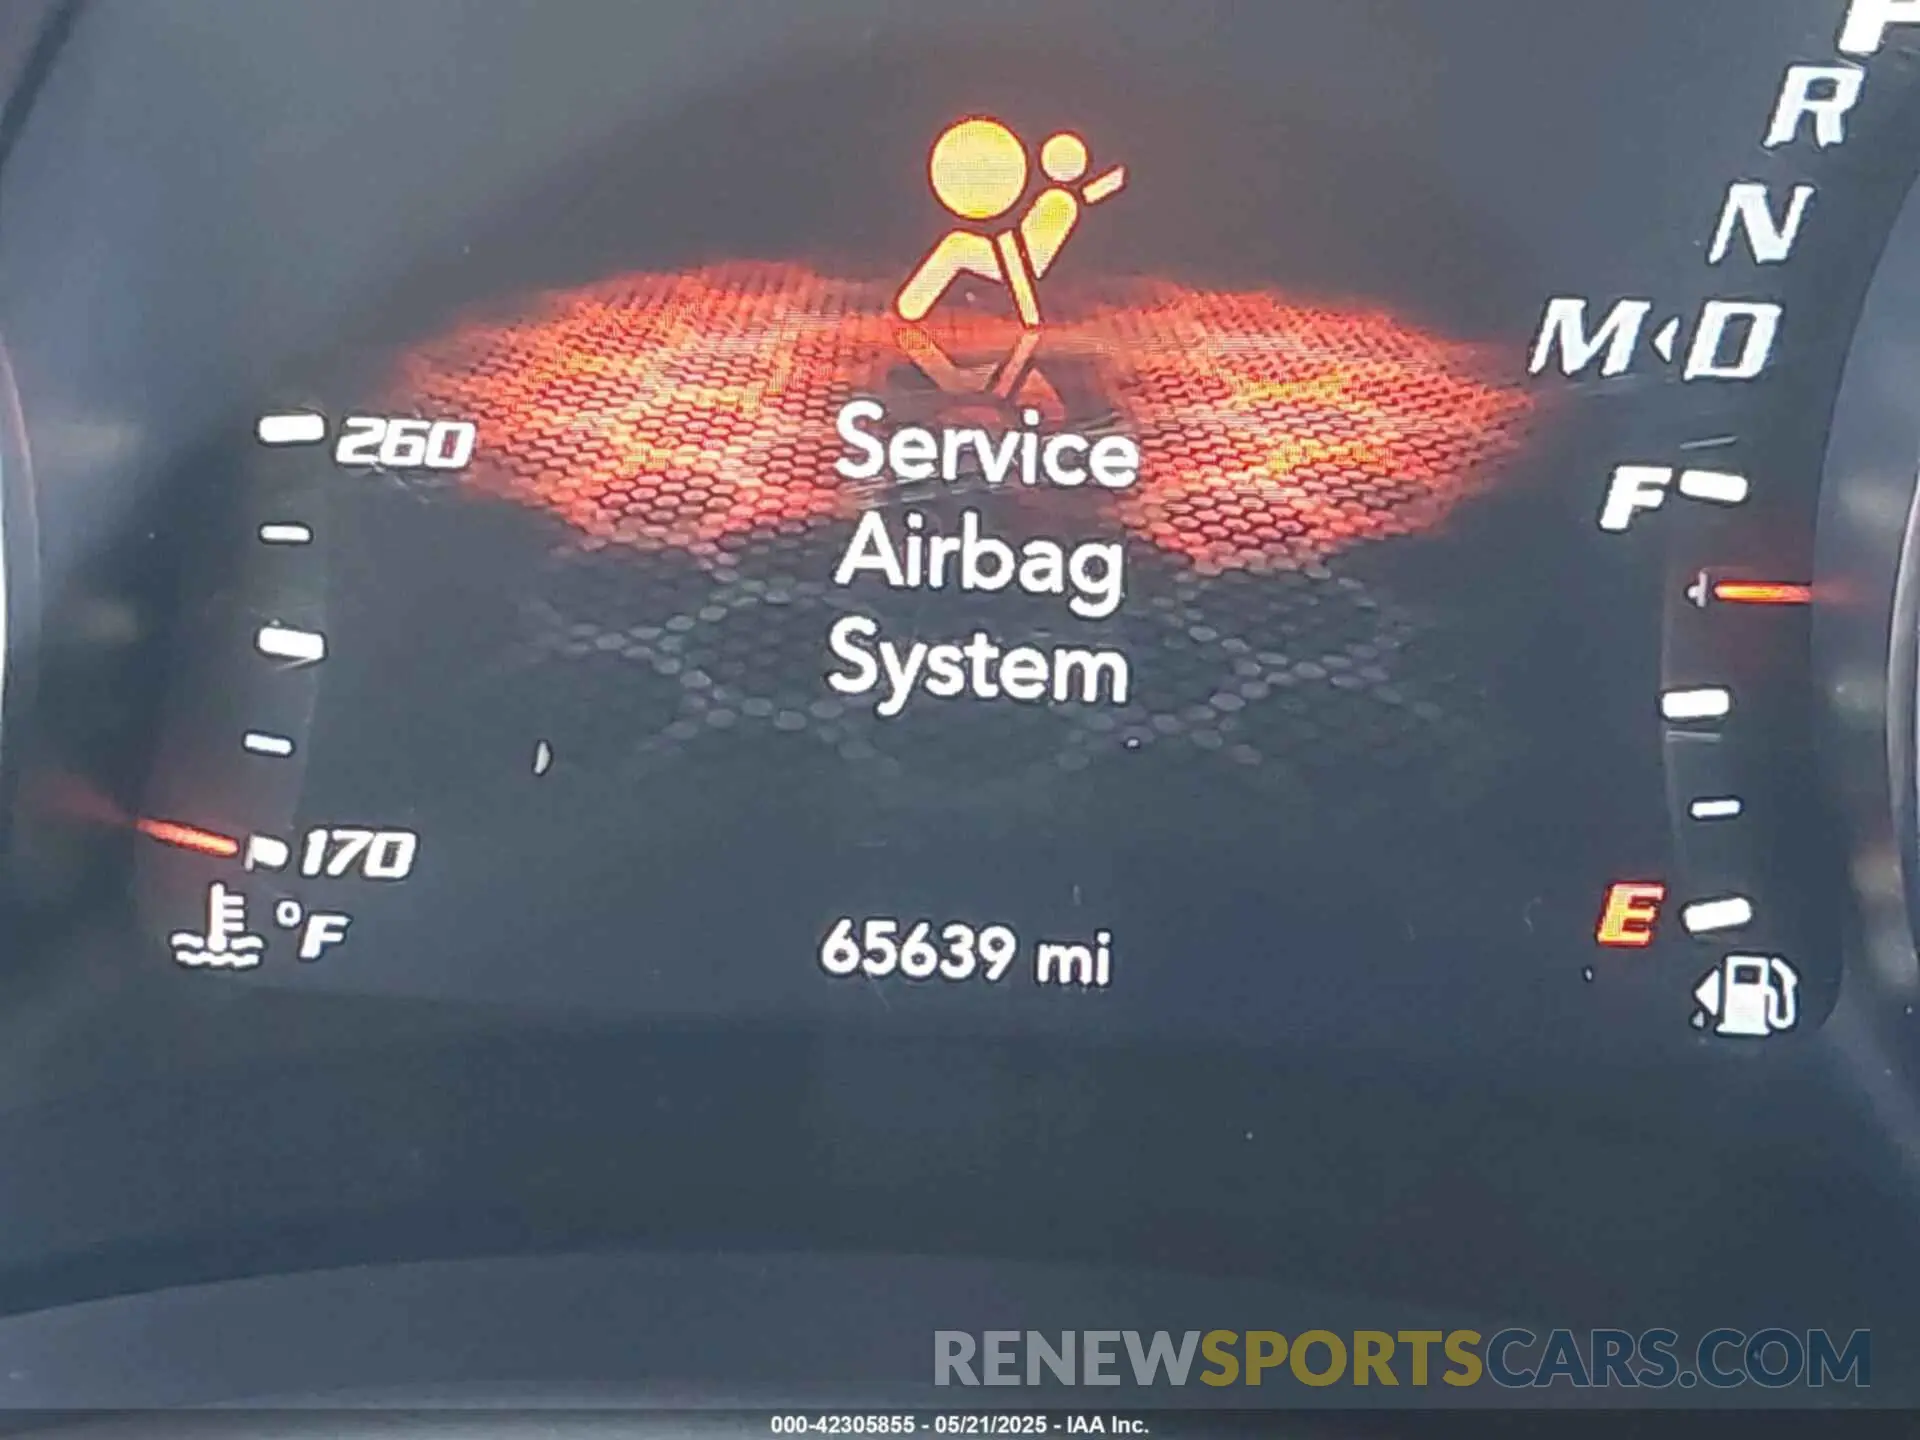 R
N
M D
260
Service
F
Airbag
System
170
°F
E
65639 mi
RENEWSPORTSCARS.COM
000-42305855 - 05/21/2025 - IAA Inc.